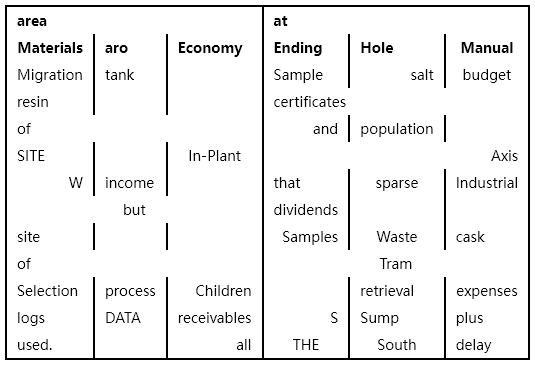 area at
Materials aro Economy Ending Hole Manual
Migration tank Sample salt budget
resin certificates
of and population
SITE In-Plant Axis
W income that sparse Industrial
but dividends
site Samples Waste cask
of Tram
Selection process Children retrieval expenses
logs DATA receivables S Sump plus
used. all THE South delay